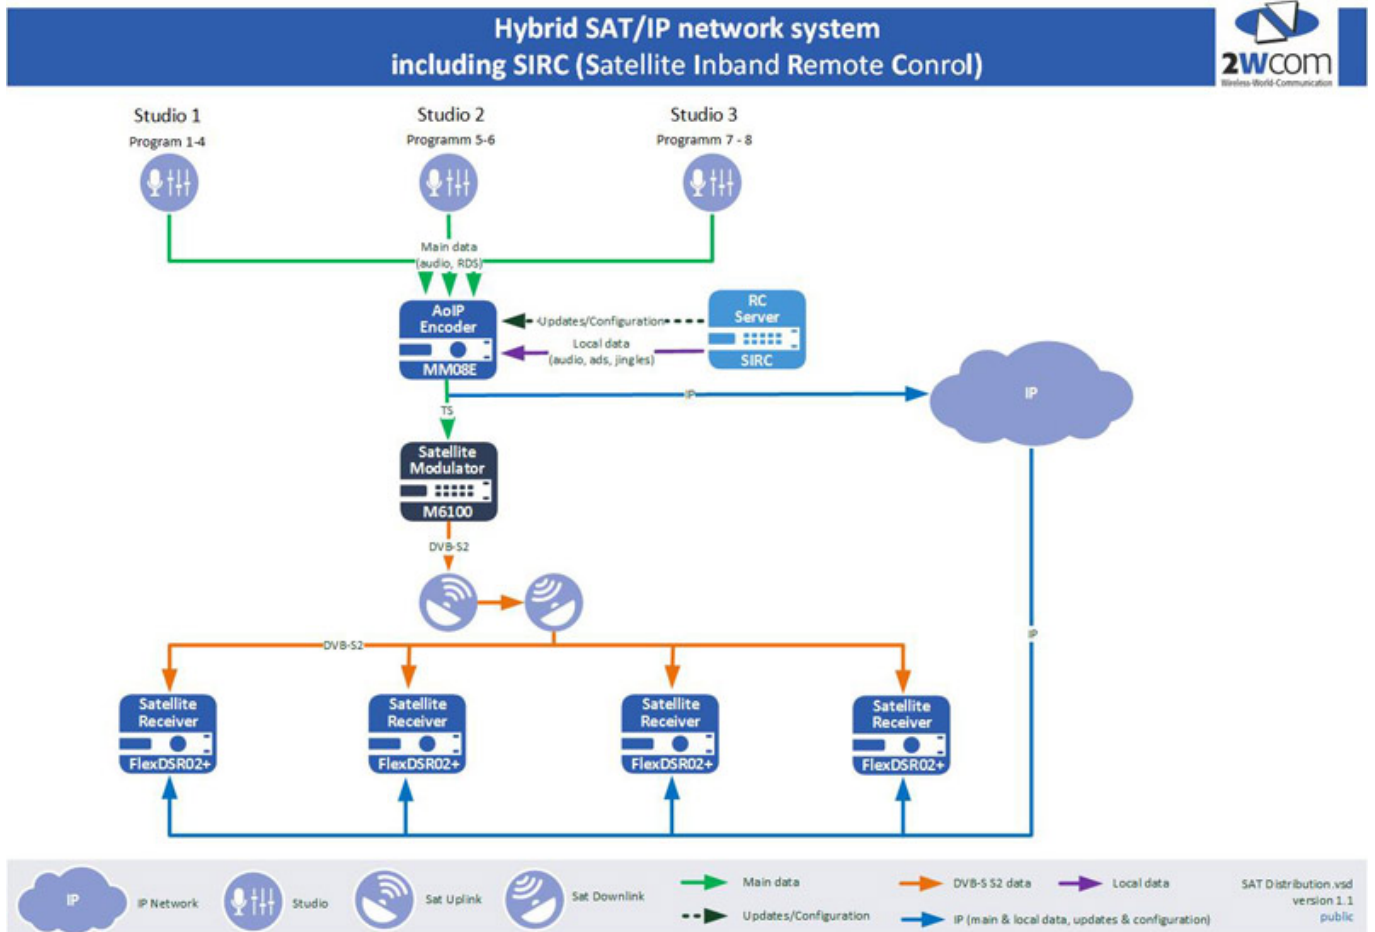 Hybrid SAT/IP network system
including SIRC (Satellite Inband Remote Conrol)
2Wcom
Wireless-World-Communication
Studio 1
Program 1-4
Studio 2
Programm 5-6
Studio 3
Programm 7 - 8
Main data
(audio, RDS)
AoIP
Encoder
MM08E
Updates/Configuration
Local data
(audio, ads, jingles)
RC
Server
SIRC
IP
IP
TS
Satellite
Modulator
M6100
DVB-S2
IP
DVB-S2
Satellite
Receiver
FlexDSR02+
Satellite
Receiver
FlexDSR02+
Satellite
Receiver
FlexDSR02+
Satellite
Receiver
FlexDSR02+
IP
IP Network
Studio
Sat Uplink
Sat Downlink
Main data
Updates/Configuration
DVB-S S2 data
IP (main & local data, updates & configuration)
Local data
SAT Distribution.vsd
version 1.1
public